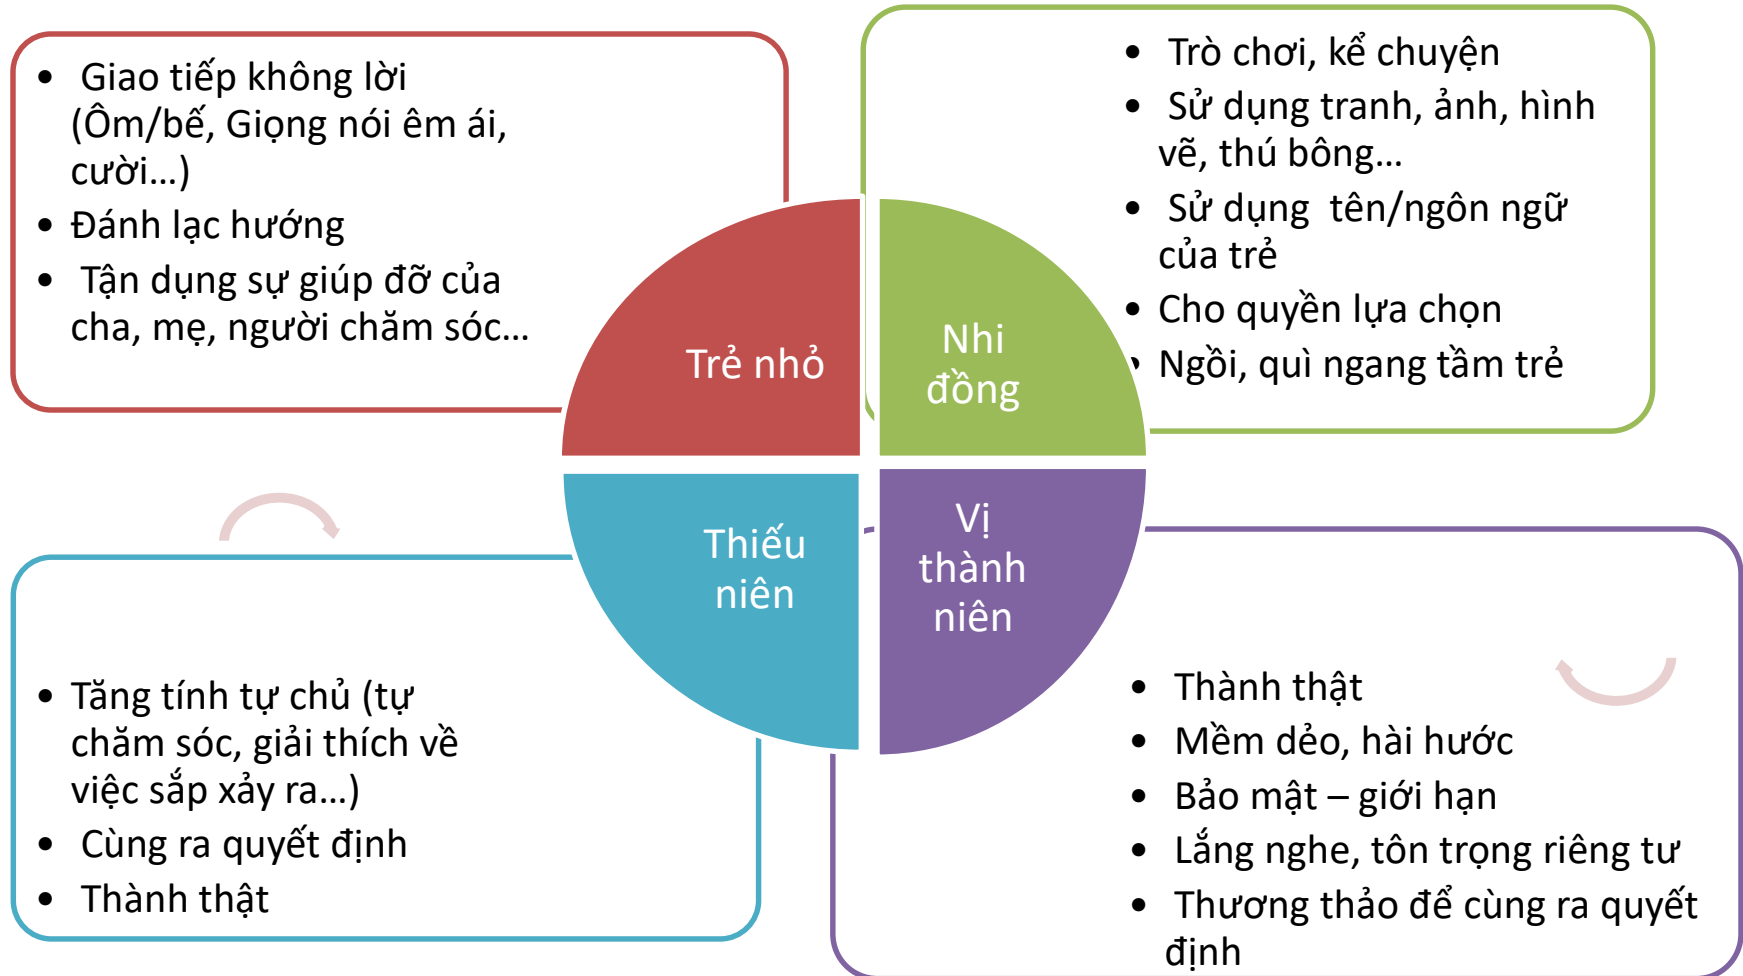 • Giao tiếp không lời
(Ôm/bế, Giọng nói êm ái,
cười...)
• Đánh lạc hướng
• Tận dụng sự giúp đỡ của
cha, mẹ, người chăm sóc...
Trẻ nhỏ
• Trò chơi, kể chuyện
• Sử dụng tranh, ảnh, hình
vẽ, thú bông...
• Sử dụng tên/ngôn ngữ
của trẻ
• Cho quyền lựa chọn
• Ngồi, quì ngang tầm trẻ
Nhi
đồng
Thiếu
niên
• Tăng tính tự chủ (tự
chăm sóc, giải thích về
việc sắp xảy ra...)
• Cùng ra quyết định
• Thành thật
Vị
thành
niên
• Thành thật
• Mềm dẻo, hài hước
• Bảo mật – giới hạn
• Lắng nghe, tôn trọng riêng tư
• Thương thảo để cùng ra quyết
định